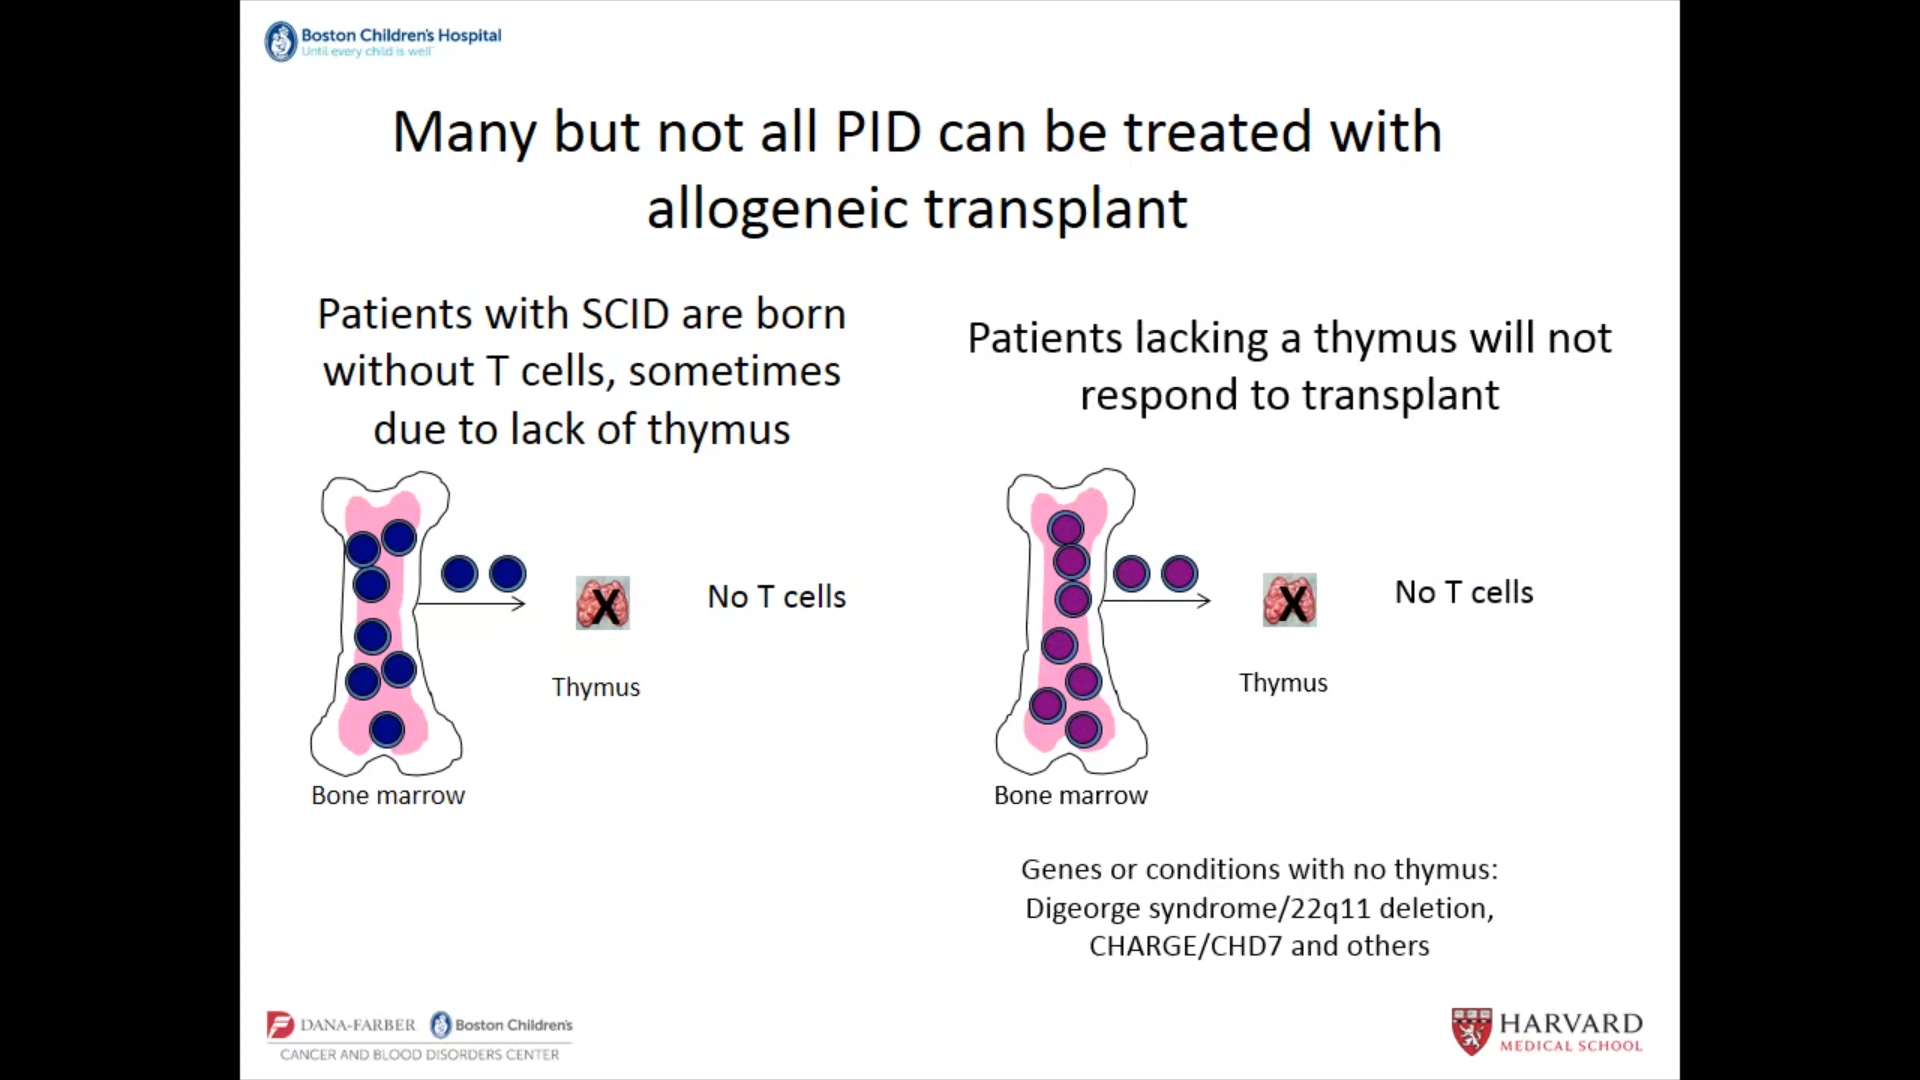 Boston Children's Hospital
Until every child is well™
Many but not all PID can be treated with
allogeneic transplant
Patients with SCID are born
without T cells, sometimes
due to lack of thymus
X
No T cells
Thymus
Bone marrow
Patients lacking a thymus will not
respond to transplant
X
No T cells
Thymus
Bone marrow
Genes or conditions with no thymus:
Digeorge syndrome/22q11 deletion,
CHARGE/CHD7 and others
DANA-FARBER Boston Children's
CANCER AND BLOOD DISORDERS CENTER
HARVARD
MEDICAL SCHOOL